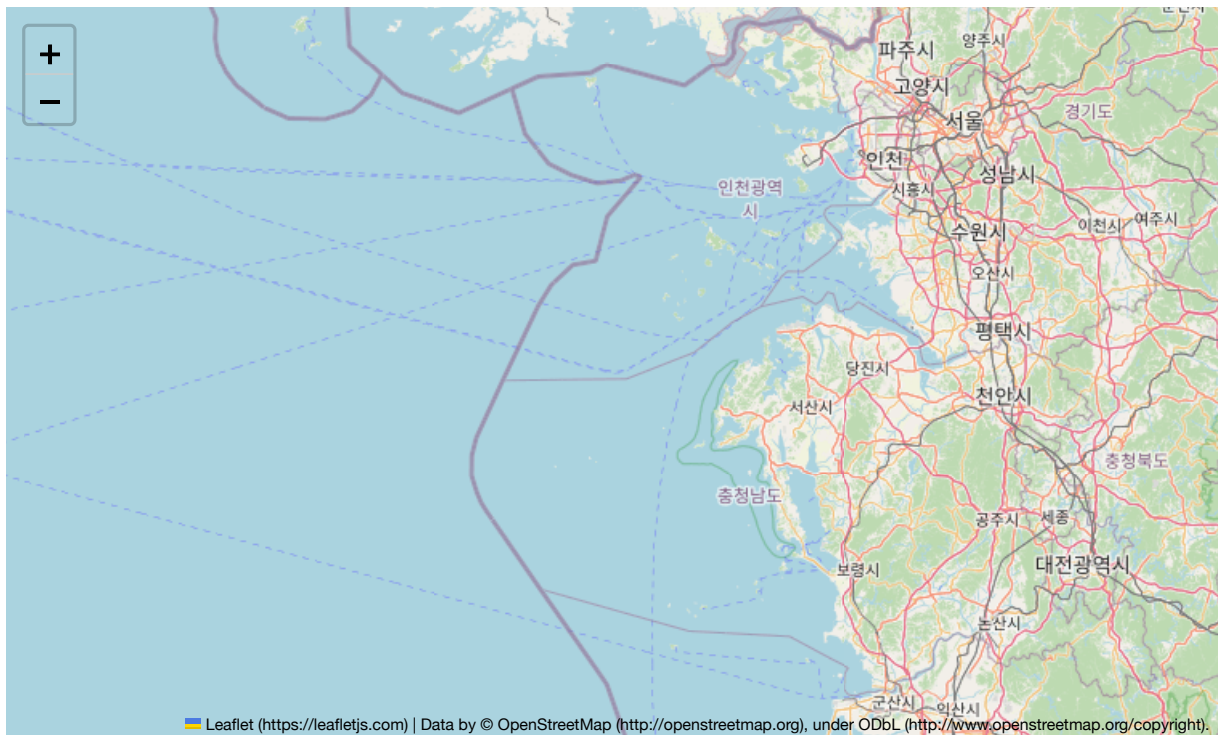 +
−
파주시
양주시
고양시
경기도
서울
인천
성남시
인천광역
시
시흥시
수원시
이천시
여주시
오산시
평택시
당진시
천안시
서산시
충청북도
충청남도
공주시
세종
대전광역시
보령시
논산시
군산시
익산시
Leaflet (https://leafletjs.com) | Data by © OpenStreetMap (http://openstreetmap.org), under ODbL (http://www.openstreetmap.org/copyright).